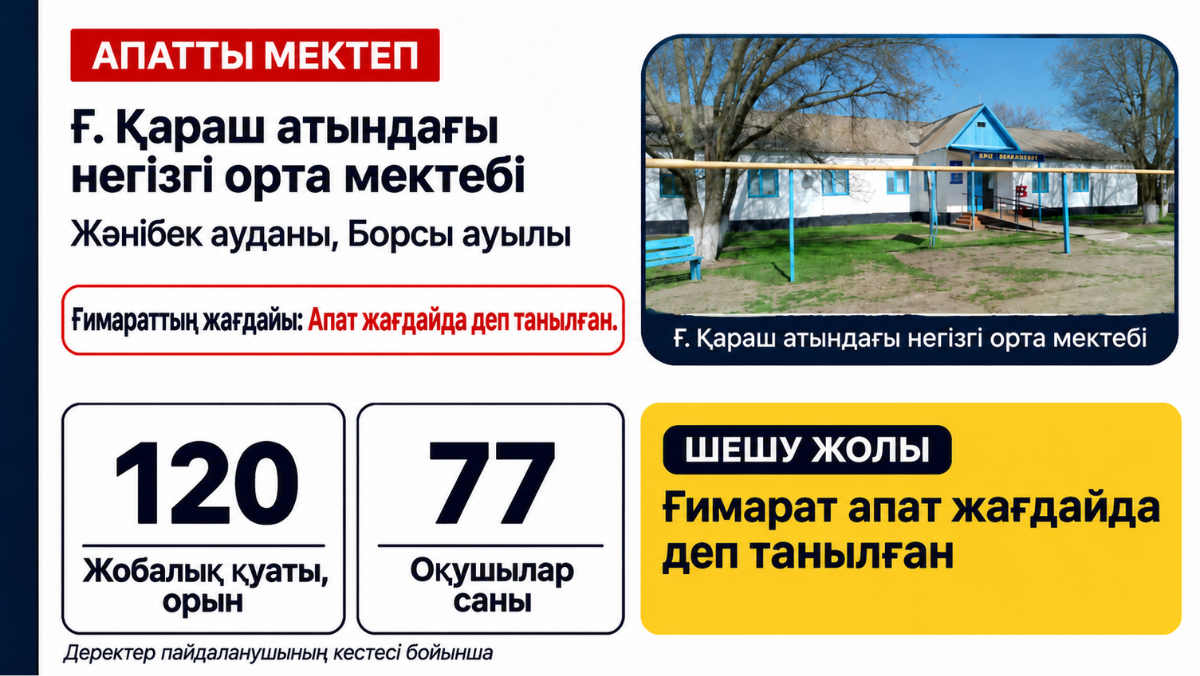 АПАТТЫ МЕКТЕП
Ғ. Қараш атындағы
негізгі орта мектебі
Жәнібек ауданы, Борсы ауылы
Ғимараттың жағдайы: Апат жағдайда деп танылған.
Ғ. Қараш атындағы негізгі орта мектебі
120
Жобалық қуаты,
орын
77
Оқушылар
саны
ШЕШУ ЖОЛЫ
Ғимарат апат жағдайда
деп танылған
Деректер пайдаланушының кестесі бойынша